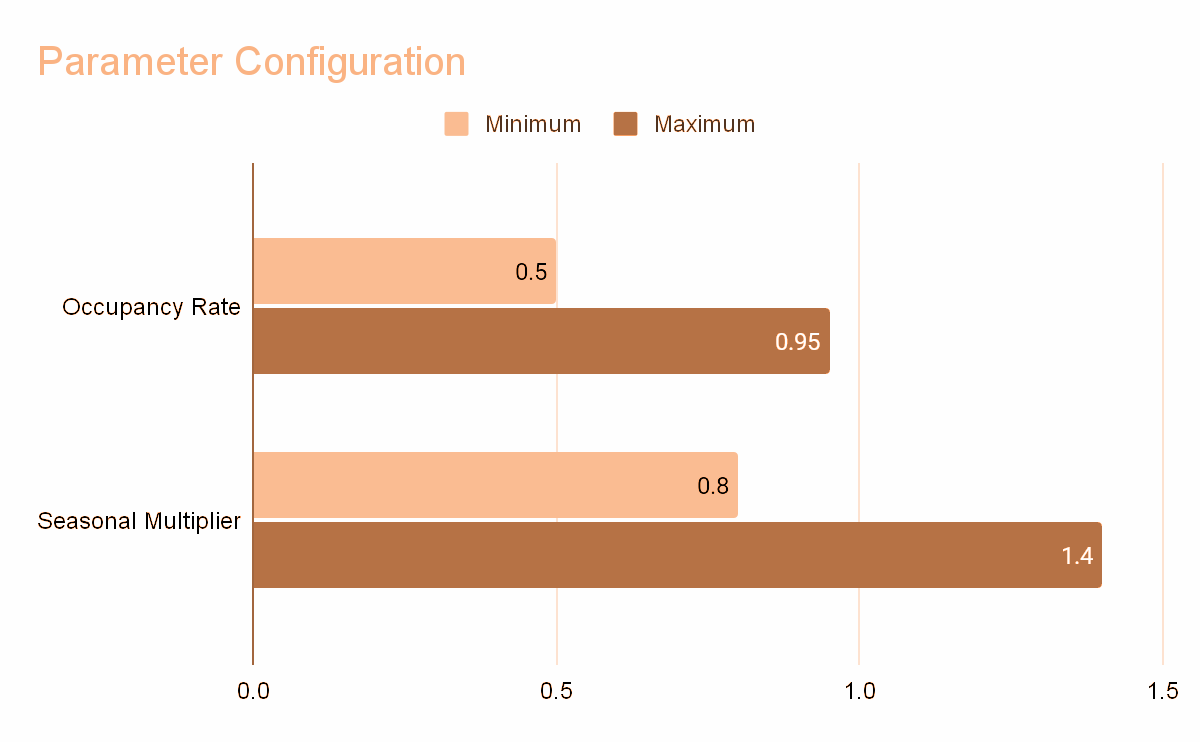 Parameter Configuration
Minimum Maximum
0.5
Occupancy Rate
0.95
0.8
Seasonal Multiplier
1.4
0.0 0.5 1.0 1.5